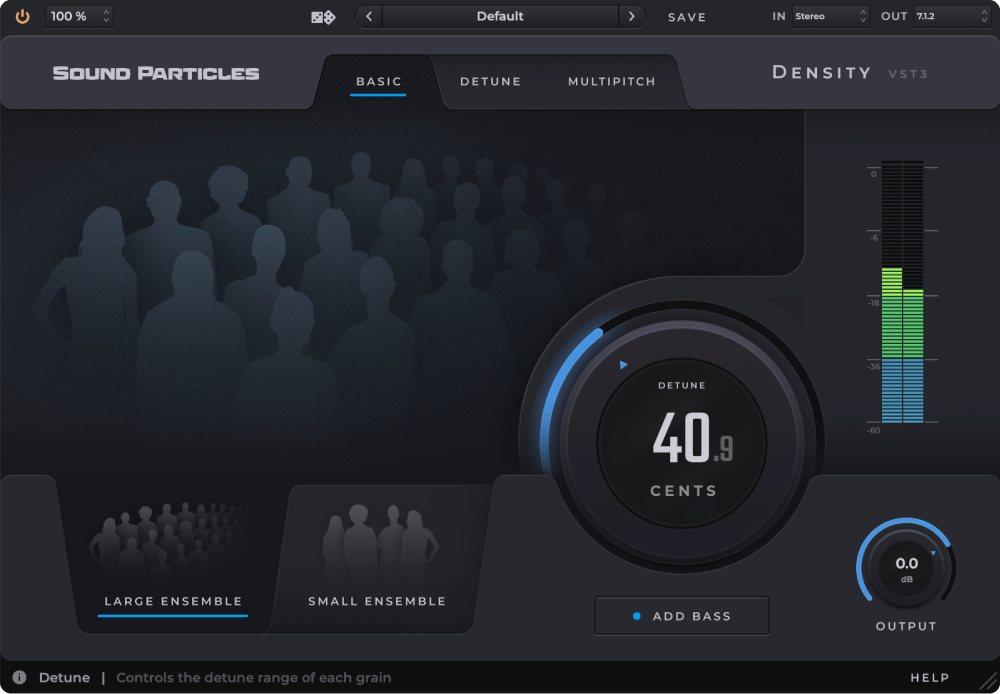 100 %
Default
SAVE
IN Stereo
OUT 7.1.2
SOUND PARTICLES
BASIC
DETUNE
MULTIPITCH
DENSITY VST3
0
-6
-18
-36
-60
DETUNE
40.9
CENTS
LARGE ENSEMBLE
SMALL ENSEMBLE
ADD BASS
0.0
dB
OUTPUT
Detune | Controls the detune range of each grain
HELP